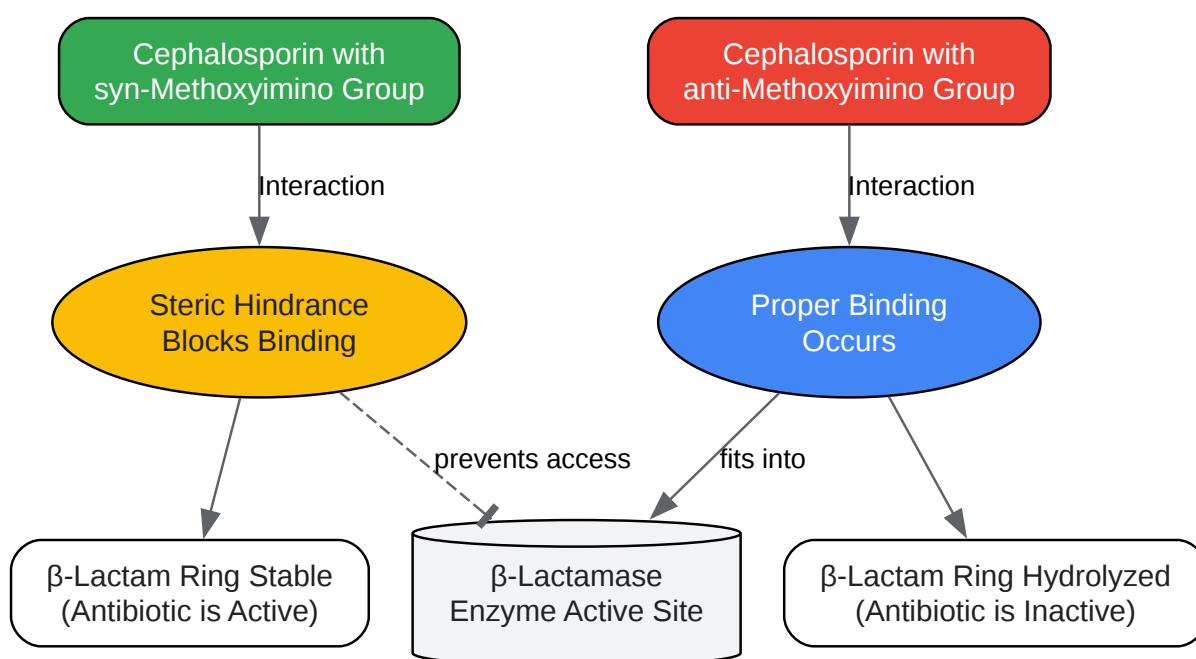 Cephalosporin with
syn-Methoxyimino Group
Cephalosporin with
anti-Methoxyimino Group
Interaction
Interaction
Steric Hindrance
Blocks Binding
Proper Binding
Occurs
prevents access
fits into
β-Lactam Ring Stable
(Antibiotic is Active)
β-Lactamase
Enzyme Active Site
β-Lactam Ring Hydrolyzed
(Antibiotic is Inactive)